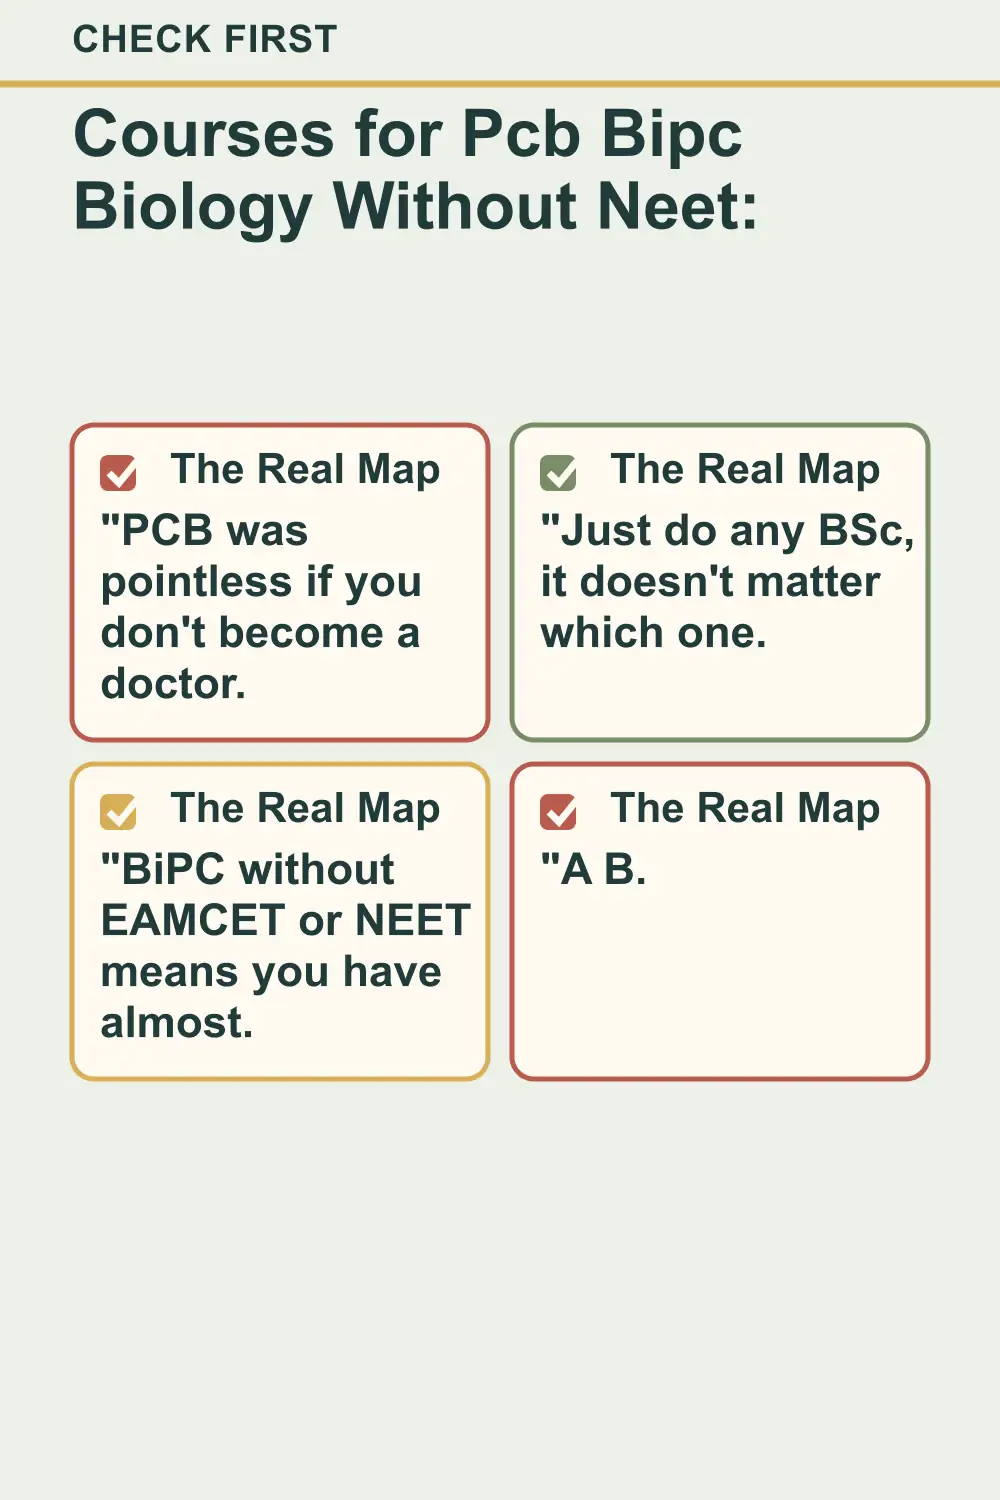 CHECK FIRST
Courses for Pcb Bipc
Biology Without Neet:
The Real Map
"PCB was
pointless if you
don't become a
doctor.
The Real Map
"Just do any BSc,
it doesn't matter
which one.
The Real Map
"BiPC without
EAMCET or NEET
means you have
almost.
The Real Map
"A B.